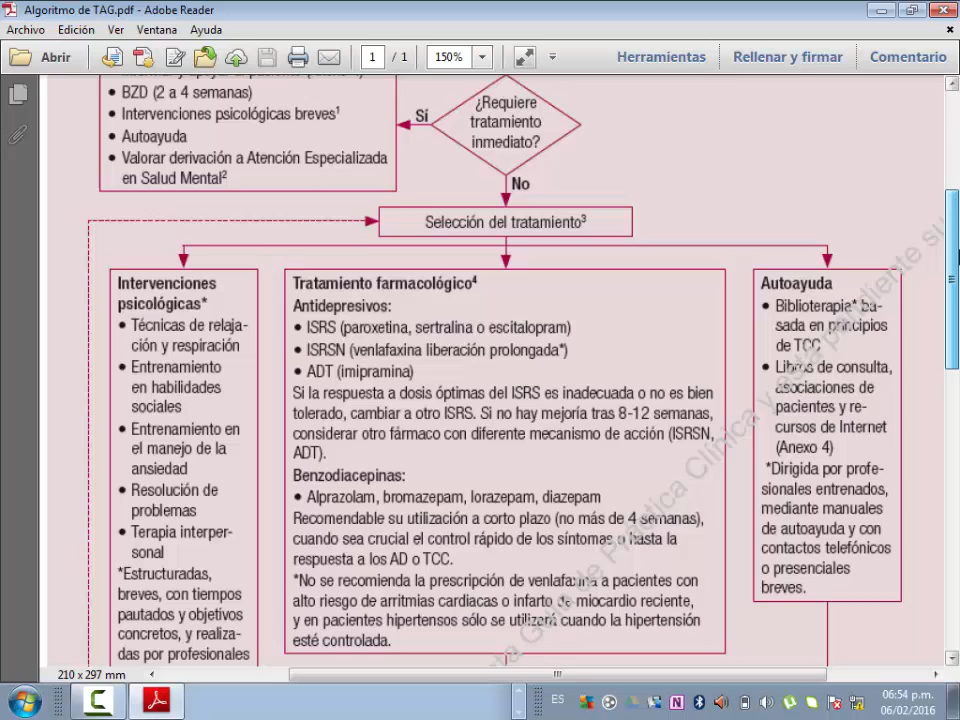 Algoritmo de TAG.pdf - Adobe Reader
Archivo Edición Ver Ventana Ayuda
Abrir
1 / 1
150%
Herramientas
Rellenar y firmar
Comentario
• BZD (2 a 4 semanas)
• Intervenciones psicológicas breves¹
• Autoayuda
• Valorar derivación a Atención Especializada
en Salud Mental²
Sí
¿Requiere
tratamiento
inmediato?
No
Selección del tratamiento³
Intervenciones
psicológicas*
• Técnicas de relaja-
ción y respiración
• Entrenamiento
en habilidades
sociales
• Entrenamiento en
el manejo de la
ansiedad
• Resolución de
problemas
• Terapia interper-
sonal
*Estructuradas,
breves, con tiempos
pautados y objetivos
concretos, y realiza-
das por profesionales
Tratamiento farmacológico⁴
Antidepresivos:
• ISRS (paroxetina, sertralina o escitalopram)
• ISRSN (venlafaxina liberación prolongada*)
• ADT (imipramina)
Si la respuesta a dosis óptimas del ISRS es inadecuada o no es bien
tolerado, cambiar a otro ISRS. Si no hay mejoría tras 8-12 semanas,
considerar otro fármaco con diferente mecanismo de acción (ISRSN,
ADT).
Benzodiacepinas:
• Alprazolam, bromazepam, lorazepam, diazepam
Recomendable su utilización a corto plazo (no más de 4 semanas),
cuando sea crucial el control rápido de los síntomas o hasta la
respuesta a los AD o TCC.
*No se recomienda la prescripción de venlafaxina a pacientes con
alto riesgo de arritmias cardiacas o infarto de miocardio reciente,
y en pacientes hipertensos sólo se utilizará cuando la hipertensión
esté controlada.
Autoayuda
• Biblioterapia* ba-
sada en principios
de TCC
• Libros de consulta,
asociaciones de
pacientes y re-
cursos de Internet
(Anexo 4)
*Dirigida por profe-
sionales entrenados,
mediante manuales
de autoayuda y con
contactos telefónicos
o presenciales
breves.
Guía de Práctica Clínica y está pendiente su
210 x 297 mm
ES
06:54 p.m.
06/02/2016